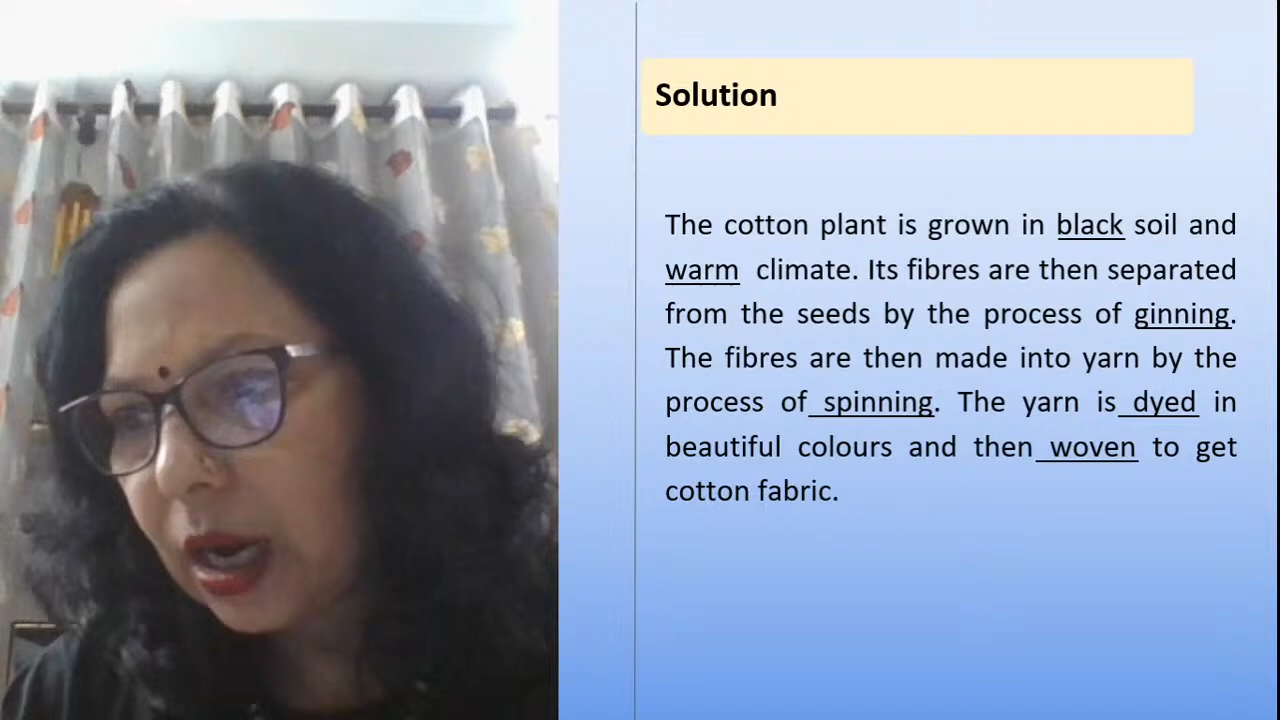 Solution
The cotton plant is grown in black soil and
warm climate. Its fibres are then separated
from the seeds by the process of ginning.
The fibres are then made into yarn by the
process of spinning. The yarn is dyed in
beautiful colours and then woven to get
cotton fabric.